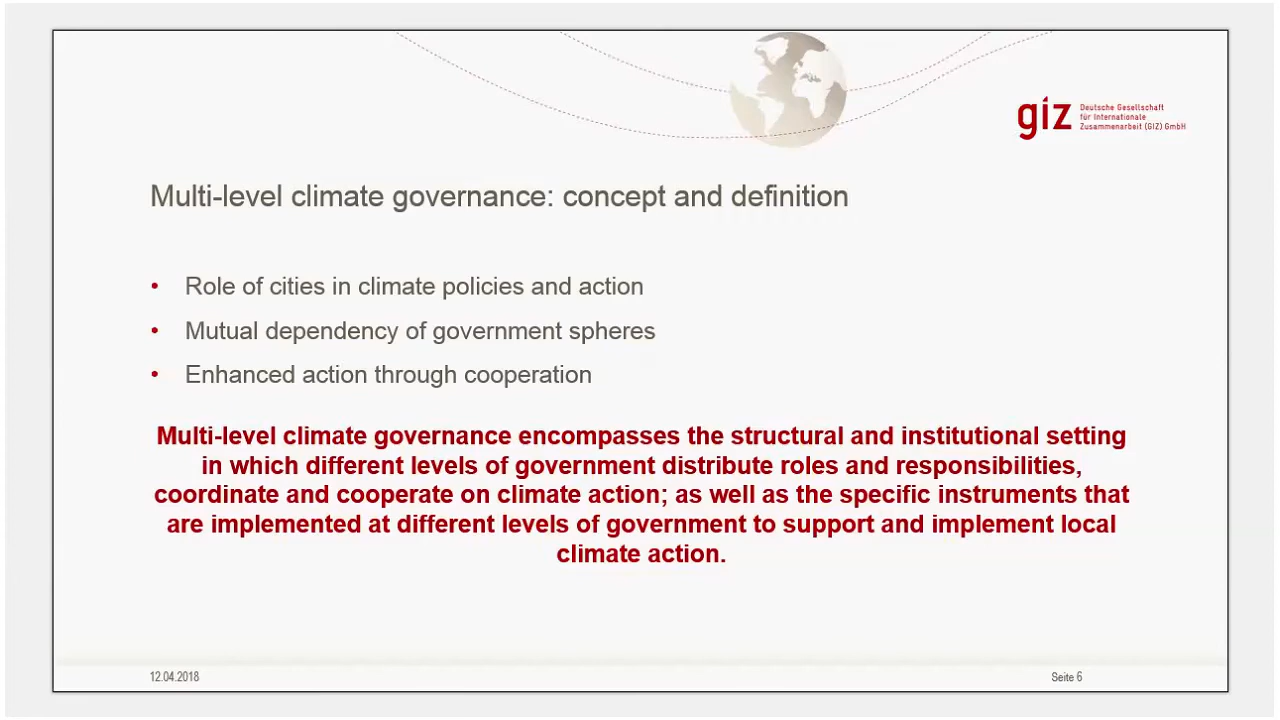 giz
Deutsche Gesellschaft
für Internationale
Zusammenarbeit (GIZ) GmbH
Multi-level climate governance: concept and definition
• Role of cities in climate policies and action
• Mutual dependency of government spheres
• Enhanced action through cooperation
Multi-level climate governance encompasses the structural and institutional setting
in which different levels of government distribute roles and responsibilities,
coordinate and cooperate on climate action; as well as the specific instruments that
are implemented at different levels of government to support and implement local
climate action.
12.04.2018
Seite 6